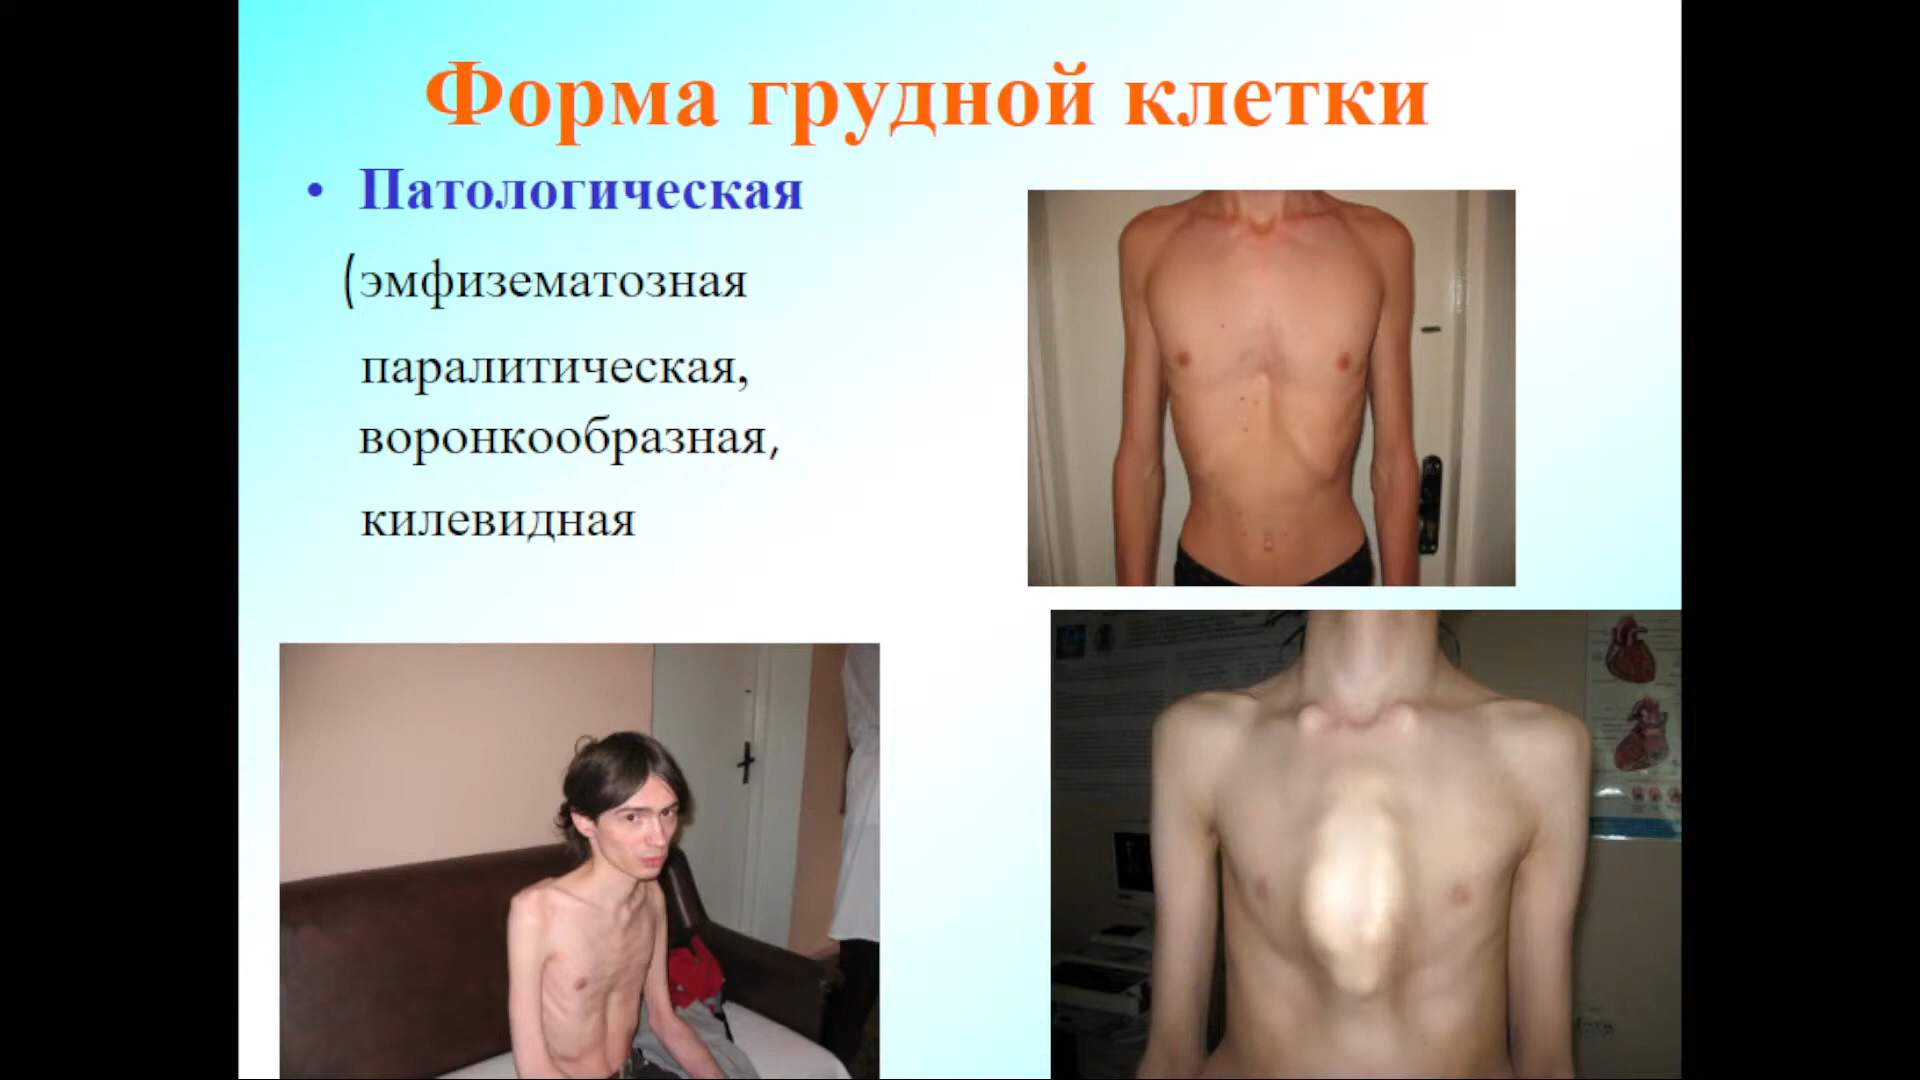 Форма грудной клетки
• Патологическая
(эмфизематозная
паралитическая,
воронкообразная,
килевидная